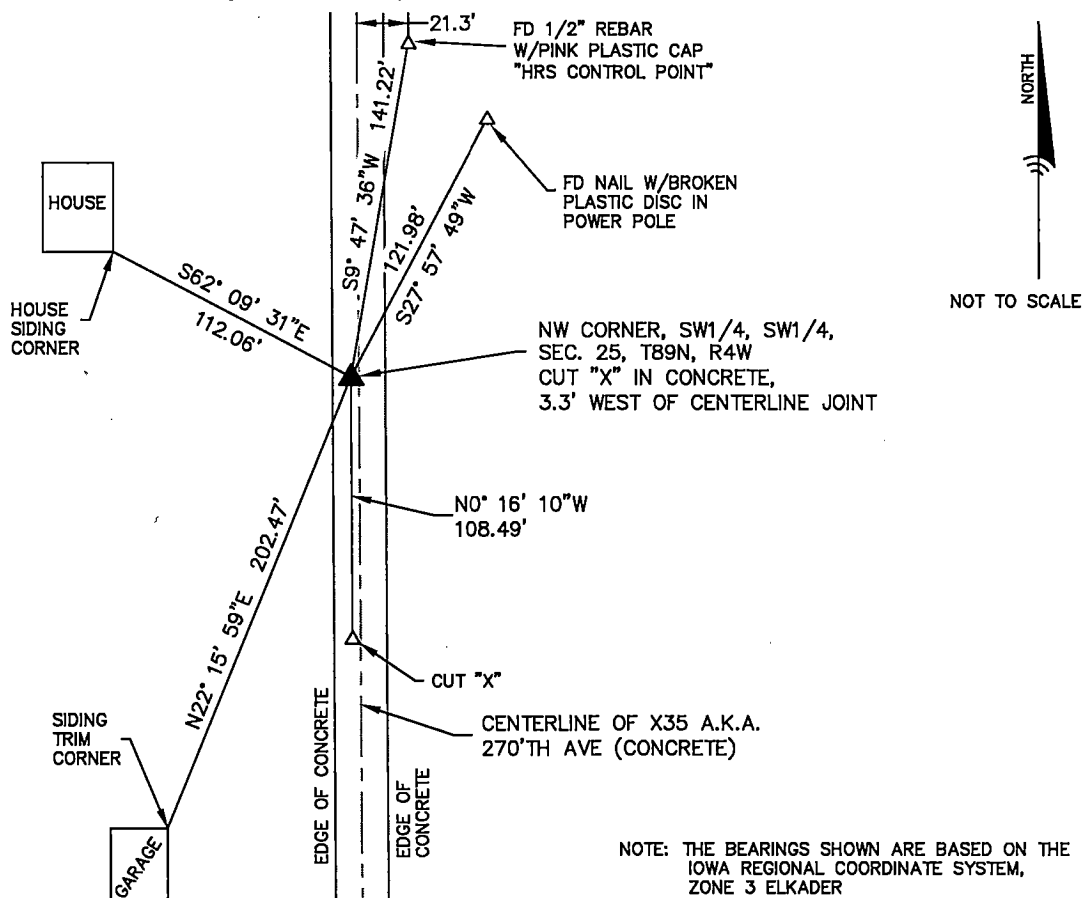 21.3'
FD 1/2" REBAR
W/PINK PLASTIC CAP
"HRS CONTROL POINT"
NORTH
S9° 47' 36"W 141.22'
FD NAIL W/BROKEN
PLASTIC DISC IN
POWER POLE
HOUSE
121.98'
S27° 57' 49"W
S62° 09' 31"E
112.06'
HOUSE
SIDING
CORNER
NOT TO SCALE
NW CORNER, SW1/4, SW1/4,
SEC. 25, T89N, R4W
CUT "X" IN CONCRETE,
3.3' WEST OF CENTERLINE JOINT
N0° 16' 10"W
108.49'
N22° 15' 59"E 202.47'
CUT "X"
SIDING
TRIM
CORNER
EDGE OF CONCRETE
EDGE OF
CONCRETE
CENTERLINE OF X35 A.K.A.
270'TH AVE (CONCRETE)
GARAGE
NOTE: THE BEARINGS SHOWN ARE BASED ON THE
IOWA REGIONAL COORDINATE SYSTEM,
ZONE 3 ELKADER